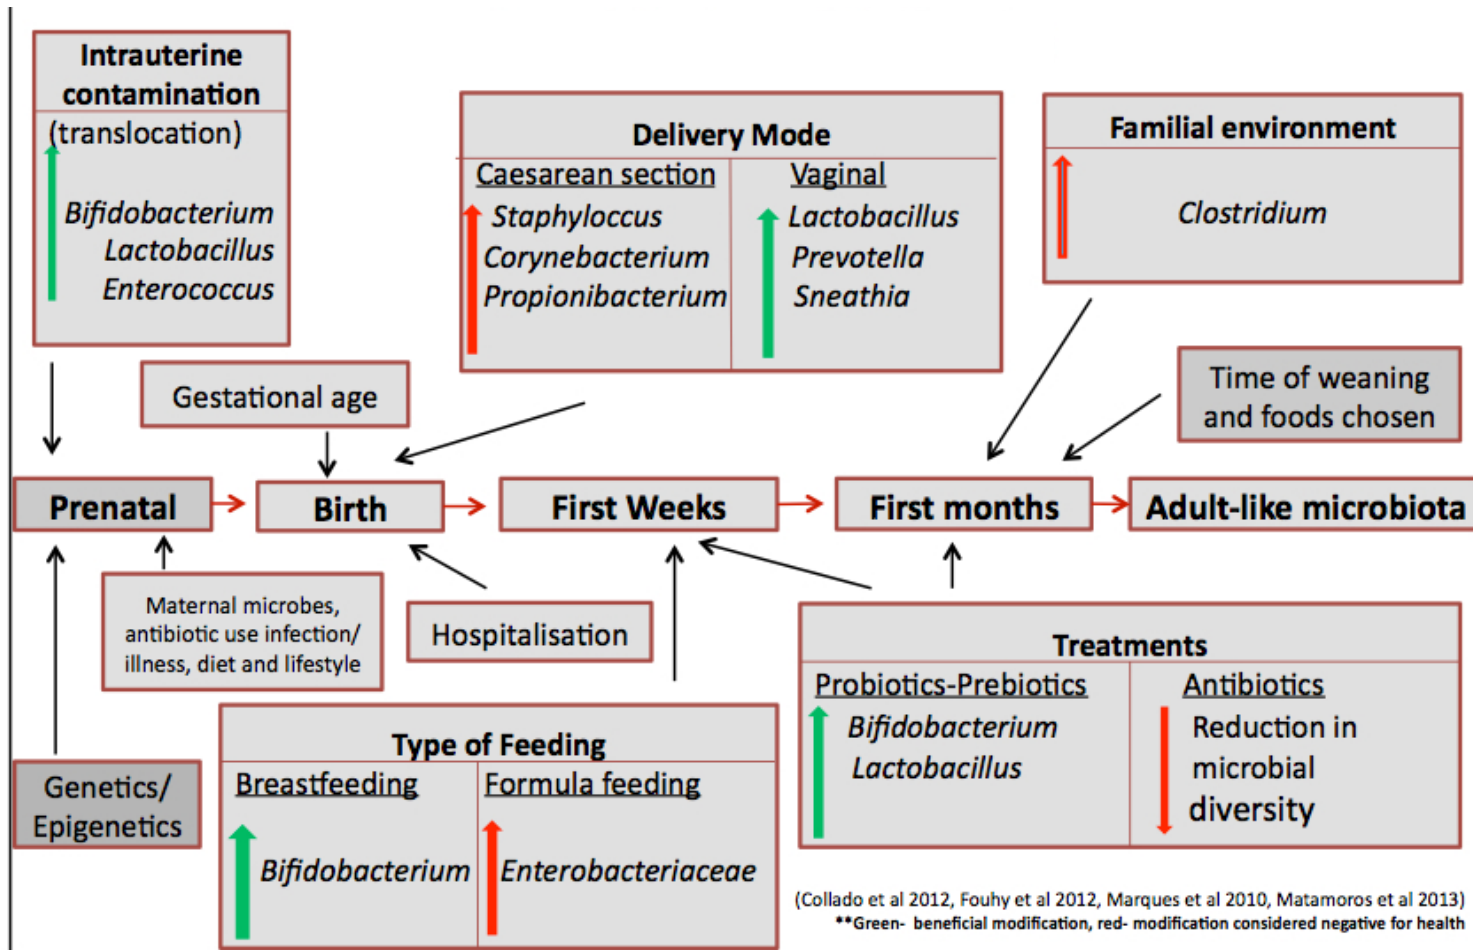 Intrauterine
contamination
(translocation)
Bifidobacterium
Lactobacillus
Enterococcus
Delivery Mode
Caesarean section
Staphyloccus
Corynebacterium
Propionibacterium
Vaginal
Lactobacillus
Prevotella
Sneathia
Familial environment
Clostridium
Gestational age
Time of weaning
and foods chosen
Prenatal
Birth
First Weeks
First months
Adult-like microbiota
Maternal microbes,
antibiotic use infection/
illness, diet and lifestyle
Hospitalisation
Genetics/
Epigenetics
Type of Feeding
Breastfeeding
Bifidobacterium
Formula feeding
Enterobacteriaceae
Treatments
Probiotics-Prebiotics
Bifidobacterium
Lactobacillus
Antibiotics
Reduction in
microbial
diversity
(Collado et al 2012, Fouhy et al 2012, Marques et al 2010, Matamoros et al 2013)
**Green- beneficial modification, red- modification considered negative for health